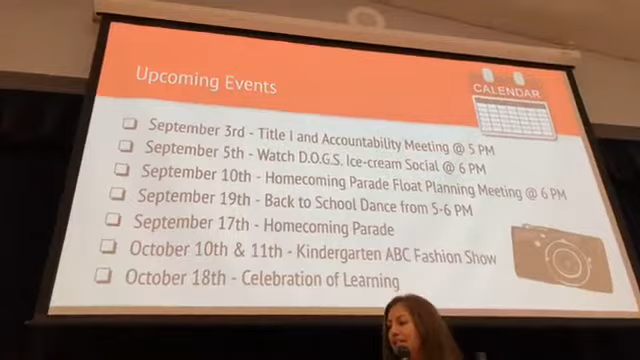 Upcoming Events
CALENDAR
September 3rd - Title I and Accountability Meeting @ 5 PM
September 5th - Watch D.O.G.S. Ice-cream Social @ 6 PM
September 10th - Homecoming Parade Float Planning Meeting @ 6 PM
September 19th - Back to School Dance from 5-6 PM
September 17th - Homecoming Parade
October 10th & 11th - Kindergarten ABC Fashion Show
October 18th - Celebration of Learning